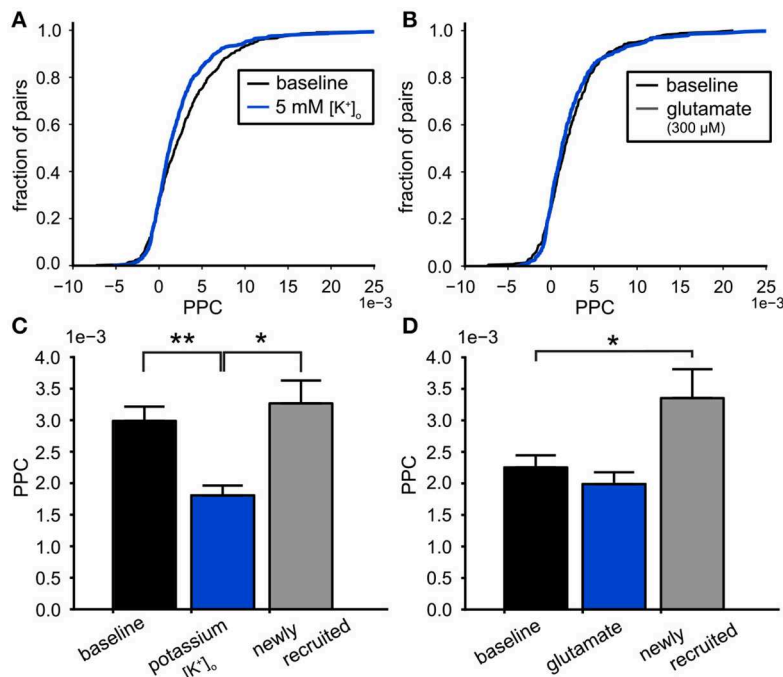 A
1.0
0.8
0.6
0.4
0.2
0.0
fraction of pairs
baseline
5 mM [K⁺]ₒ
−10 −5 0 5 10 15 20 25
1e−3
PPC
B
1.0
0.8
0.6
0.4
0.2
0.0
fraction of pairs
baseline
glutamate
(300 μM)
−10 −5 0 5 10 15 20 25
1e−3
PPC
C
1e−3
4.0
3.5
3.0
2.5
2.0
1.5
1.0
0.5
0.0
PPC
**
*
baseline
potassium
[K⁺]ₒ
newly
recruited
D
1e−3
4.0
3.5
3.0
2.5
2.0
1.5
1.0
0.5
0.0
PPC
*
baseline
glutamate
newly
recruited